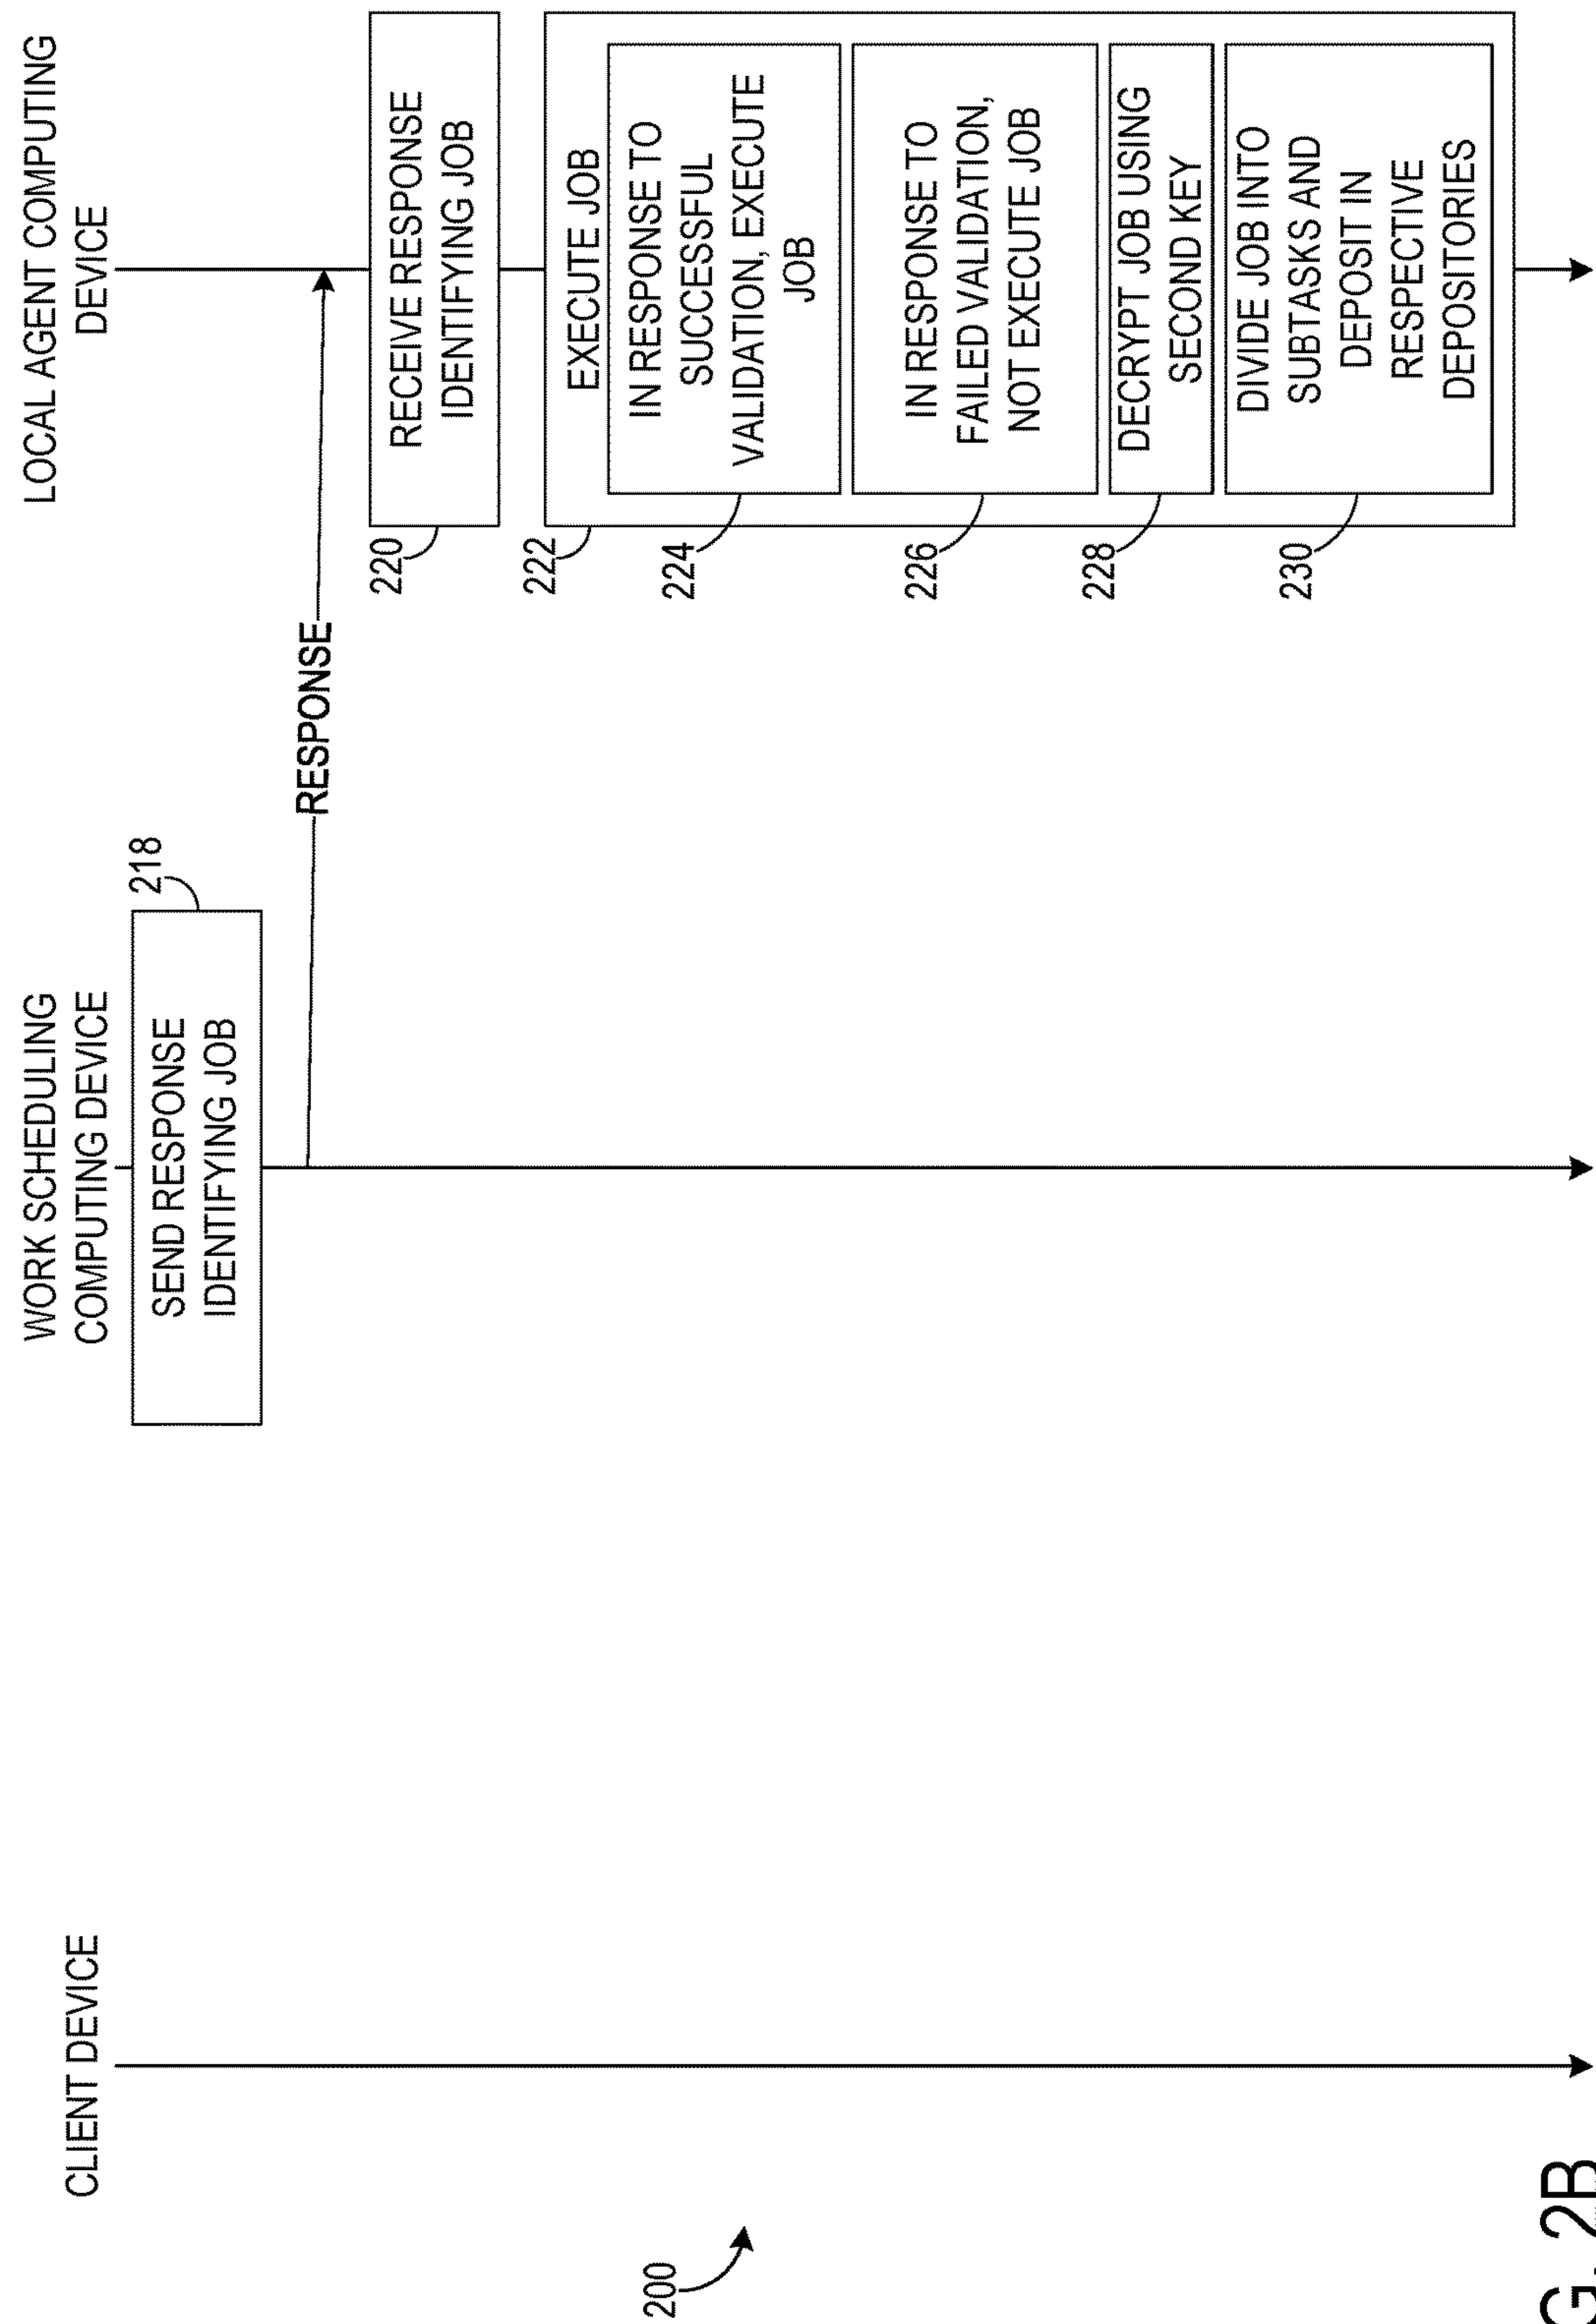 CLIENT DEVICE
WORK SCHEDULING
COMPUTING DEVICE
LOCAL AGENT COMPUTING
DEVICE
SEND RESPONSE
IDENTIFYING JOB
218
RESPONSE
RECEIVE RESPONSE
IDENTIFYING JOB
220
222
EXECUTE JOB
IN RESPONSE TO
SUCCESSFUL
VALIDATION, EXECUTE
JOB
224
IN RESPONSE TO
FAILED VALIDATION,
NOT EXECUTE JOB
226
DECRYPT JOB USING
SECOND KEY
228
DIVIDE JOB INTO
SUBTASKS AND
DEPOSIT IN
RESPECTIVE
DEPOSITORIES
230
200
G. 2B